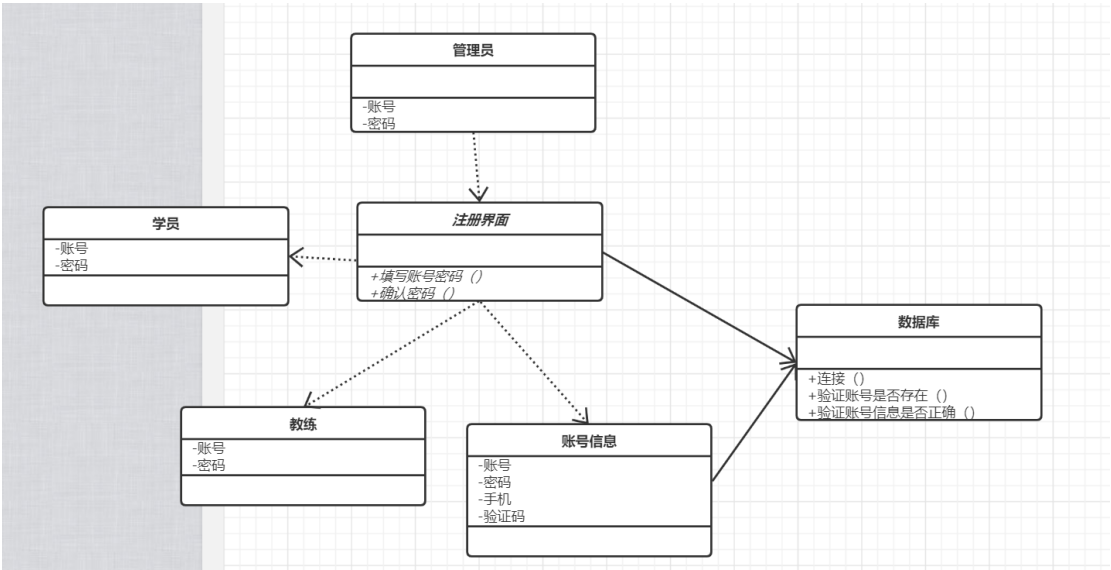 管理员
-账号
-密码
学员
-账号
-密码
注册界面
+填写账号密码（）
+确认密码（）
数据库
+连接（）
+验证账号是否存在（）
+验证账号信息是否正确（）
教练
-账号
-密码
账号信息
-账号
-密码
-手机
-验证码